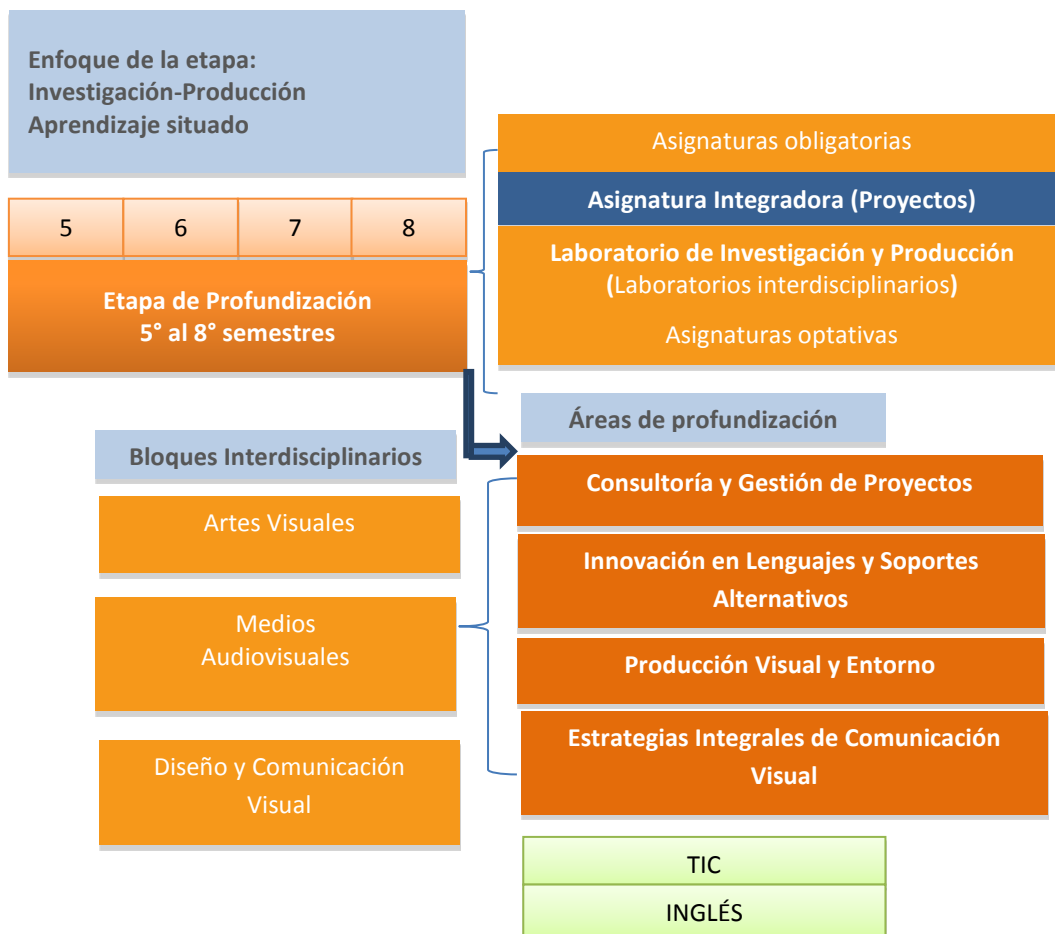 Enfoque de la etapa:
Investigación-Producción
Aprendizaje situado
5 6 7 8
Etapa de Profundización
5° al 8° semestres
Asignaturas obligatorias
Asignatura Integradora (Proyectos)
Laboratorio de Investigación y Producción
(Laboratorios interdisciplinarios)
Asignaturas optativas
Bloques Interdisciplinarios
Artes Visuales
Medios
Audiovisuales
Diseño y Comunicación
Visual
Áreas de profundización
Consultoría y Gestión de Proyectos
Innovación en Lenguajes y Soportes
Alternativos
Producción Visual y Entorno
Estrategias Integrales de Comunicación
Visual
TIC
INGLÉS